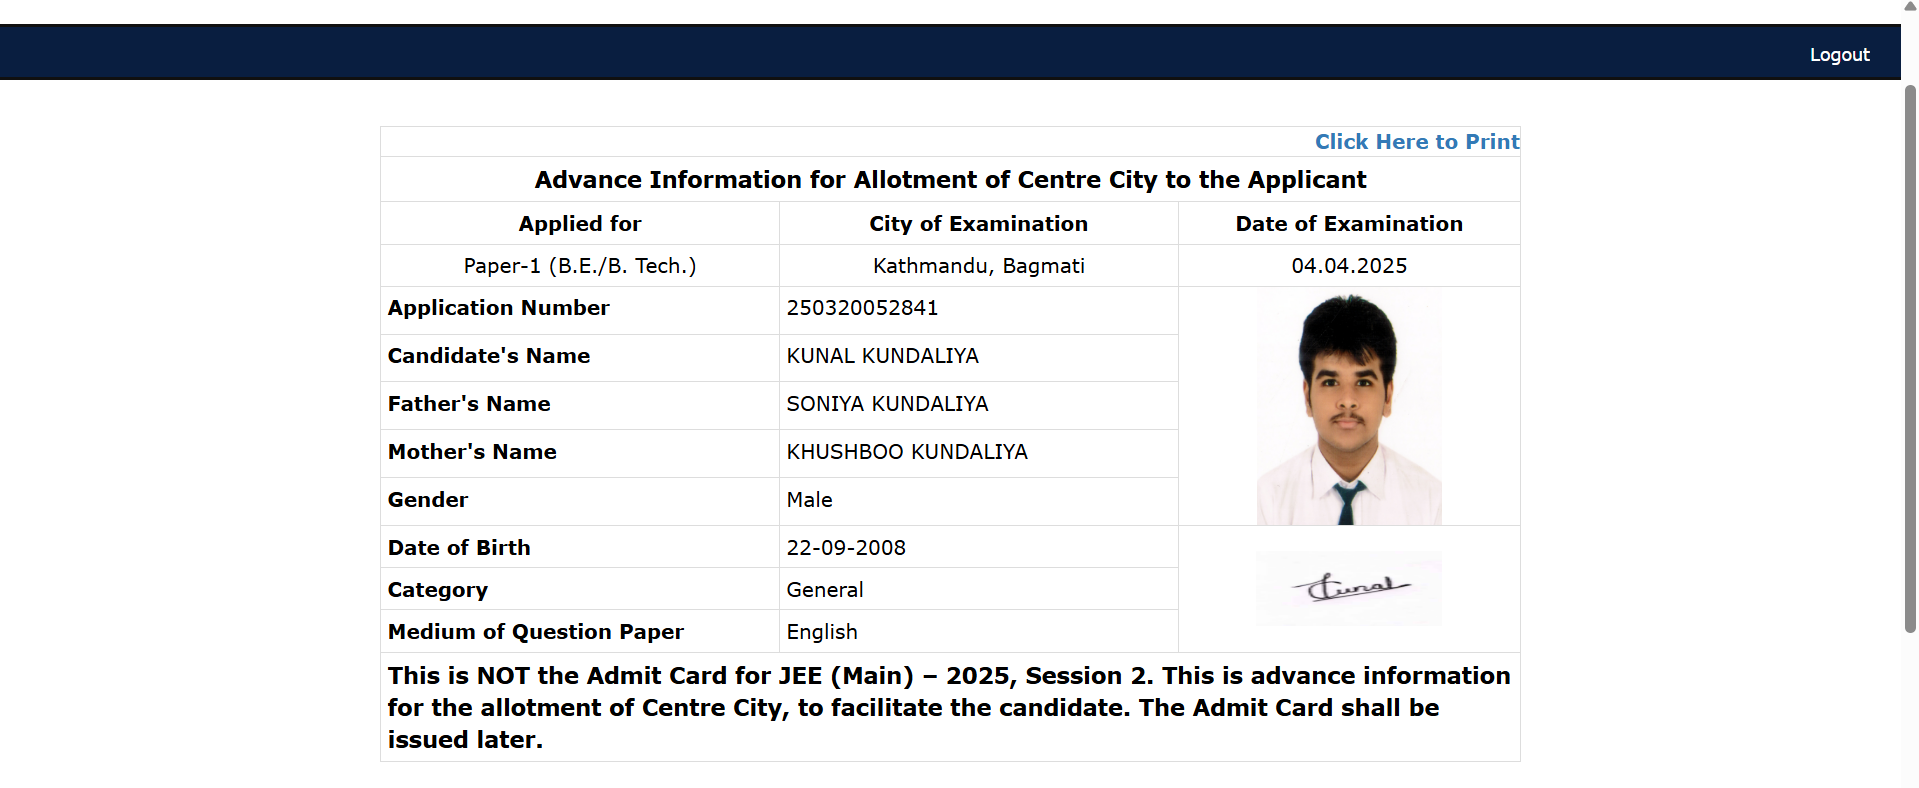 Logout
Click Here to Print
Advance Information for Allotment of Centre City to the Applicant
Applied for City of Examination Date of Examination
Paper-1 (B.E./B. Tech.) Kathmandu, Bagmati 04.04.2025
Application Number 250320052841
Candidate's Name KUNAL KUNDALIYA
Father's Name SONIYA KUNDALIYA
Mother's Name KHUSHBOO KUNDALIYA
Gender Male
Date of Birth 22-09-2008
Kunal
Category General
Medium of Question Paper English
This is NOT the Admit Card for JEE (Main) – 2025, Session 2. This is advance information
for the allotment of Centre City, to facilitate the candidate. The Admit Card shall be
issued later.